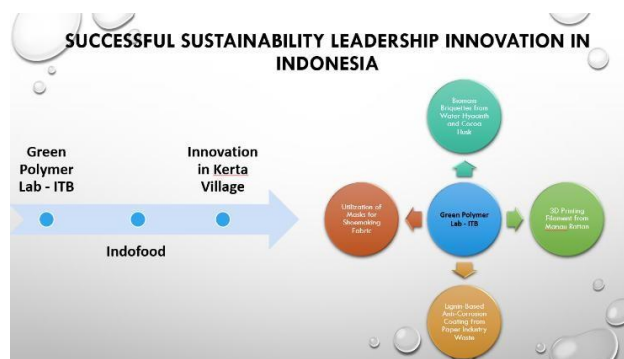 SUCCESSFUL SUSTAINABILITY LEADERSHIP INNOVATION IN
INDONESIA
Green
Polymer
Lab - ITB
Innovation
in Kerta
Village
Indofood
Biomass
Briquettes from
Water Hyacinth
and Cocoa
Husk
Utilization of
Masks for
Shoemaking
Fabric
Green Polymer
Lab - ITB
3D Printing
Filament from
Manau Rattan
Lignin Based
Anti-Corrosion
Coating From
Paper Industry
Waste